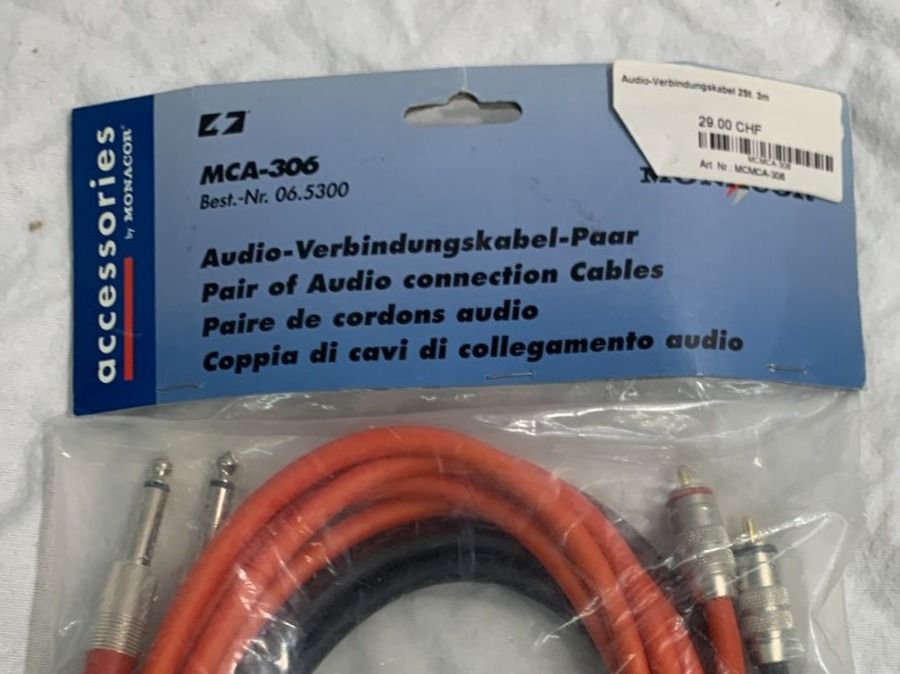 accessories
by MONACOR®
MCA-306
Best.-Nr. 06.5300
Audio-Verbindungskabel 2St. 3m
29.00 CHF
MCMCA-306
Art. Nr.: MCMCA-306
Audio-Verbindungskabel-Paar
Pair of Audio connection Cables
Paire de cordons audio
Coppia di cavi di collegamento audio